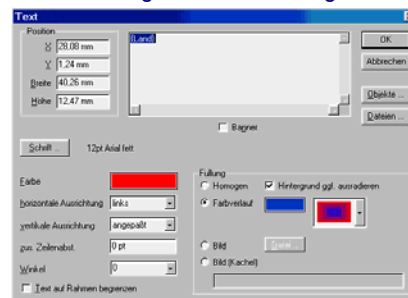 Text
Position
X 28,08 mm
Y 1,24 mm
Breite 40,26 mm
Höhe 12,47 mm
{Land}
OK
Abbrechen
Objekte ...
Dateien ...
Banner
Schrift ... 12pt Arial fett
Farbe
horizontale Ausrichtung links
vertikale Ausrichtung angepaßt
zus. Zeilenabst. 0 pt
Winkel 0
Text auf Rahmen begrenzen
Füllung
Homogen Hintergrund ggf. ausradieren
Farbverlauf
Bild
Bild (Kachel)